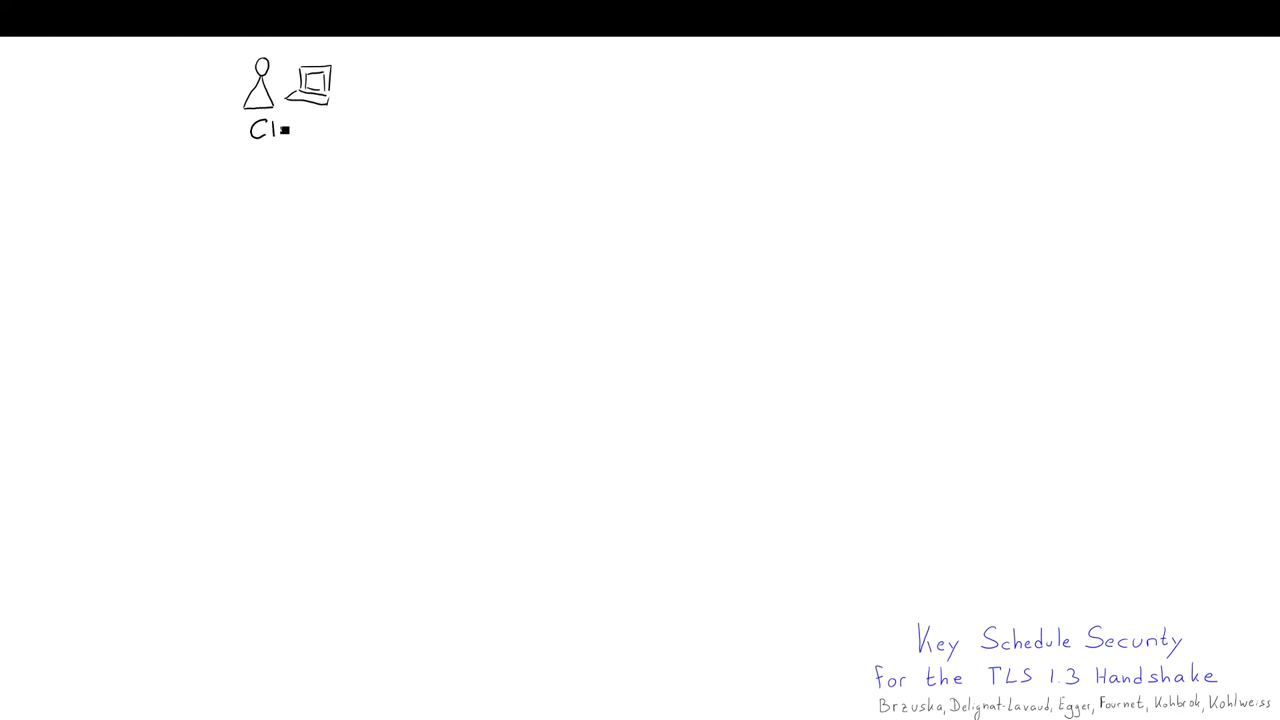 Cl
Key Schedule Security
for the TLS 1.3 Handshake
Brzuska, Delignat-Lavaud, Egger, Fournet, Kohbrok, Kohlweiss